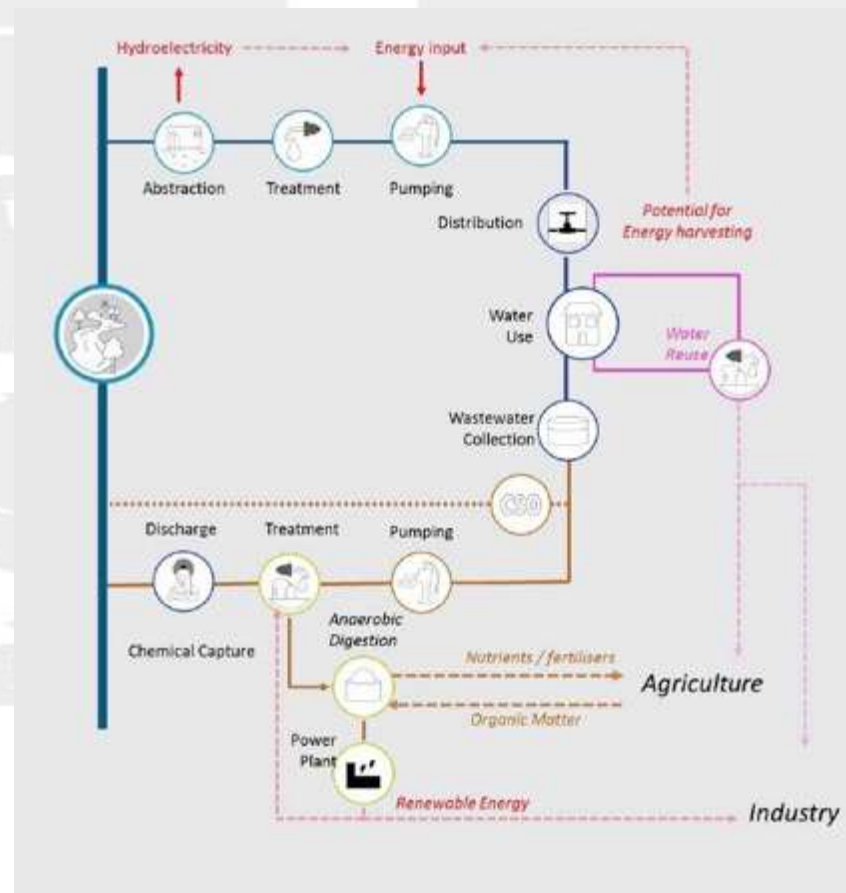 Hydroelectricity
Energy input
Abstraction
Treatment
Pumping
Distribution
Potential for
Energy harvesting
Water
Use
Water
Reuse
Wastewater
Collection
CSO
Discharge
Treatment
Pumping
Anaerobic
Digestion
Chemical Capture
Nutrients / fertilisers
Agriculture
Organic Matter
Power
Plant
Renewable Energy
Industry